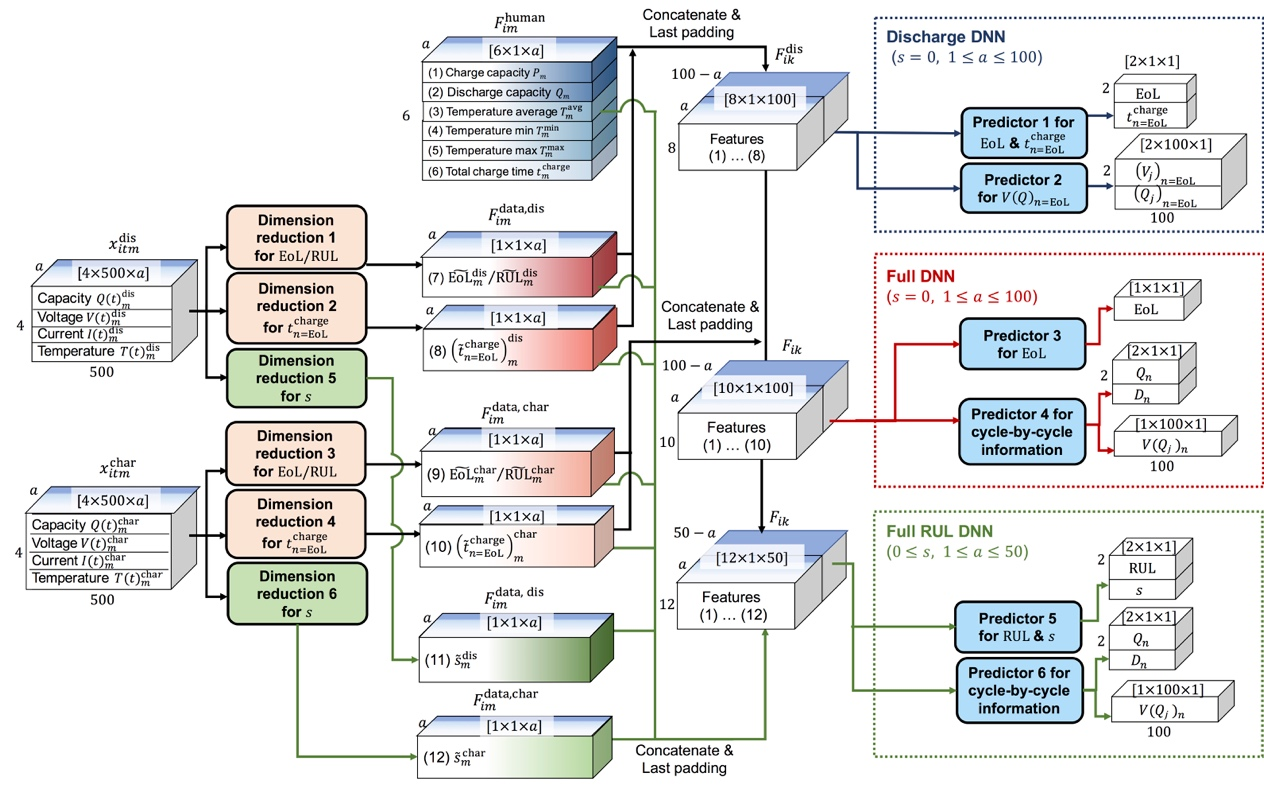 F_im^human
a
[6×1×a]
6
(1) Charge capacity P_m
(2) Discharge capacity Q_m
(3) Temperature average T_m^avg
(4) Temperature min T_m^min
(5) Temperature max T_m^max
(6) Total charge time t_m^charge
Concatenate &
Last padding
F_ik^dis
100 − a
a
[8×1×100]
8
Features
(1) … (8)
Discharge DNN
(s = 0, 1 ≤ a ≤ 100)
Predictor 1 for
EoL & t_n=EoL^charge
Predictor 2
for V(Q)_n=EoL
[2×1×1]
2
EoL
t_n=EoL^charge
[2×100×1]
2
(V_j)_n=EoL
(Q_j)_n=EoL
100
x_itm^dis
a
[4×500×a]
4
Capacity Q(t)_m^dis
Voltage V(t)_m^dis
Current I(t)_m^dis
Temperature T(t)_m^dis
500
Dimension
reduction 1
for EoL/RUL
Dimension
reduction 2
for t_n=EoL^charge
Dimension
reduction 5
for s
F_im^data,dis
a
[1×1×a]
(7) E͠oL_m^dis/R͠UL_m^dis
a
[1×1×a]
(8) (t̃_n=EoL^charge)_m^dis
Concatenate &
Last padding
F_ik
100 − a
a
[10×1×100]
10
Features
(1) … (10)
Full DNN
(s = 0, 1 ≤ a ≤ 100)
Predictor 3
for EoL
Predictor 4 for
cycle-by-cycle
information
[1×1×1]
EoL
[2×1×1]
2
Q_n
D_n
[1×100×1]
V(Q_j)_n
100
x_itm^char
a
[4×500×a]
4
Capacity Q(t)_m^char
Voltage V(t)_m^char
Current I(t)_m^char
Temperature T(t)_m^char
500
Dimension
reduction 3
for EoL/RUL
Dimension
reduction 4
for t_n=EoL^charge
Dimension
reduction 6
for s
F_im^data, char
a
[1×1×a]
(9) E͠oL_m^char/R͠UL_m^char
a
[1×1×a]
(10) (t̃_n=EoL^charge)_m^char
F_im^data, dis
a
[1×1×a]
(11) s̃_m^dis
F_im^data,char
a
[1×1×a]
(12) s̃_m^char
Concatenate &
Last padding
F_ik
50 − a
a
[12×1×50]
12
Features
(1) … (12)
Full RUL DNN
(0 ≤ s, 1 ≤ a ≤ 50)
Predictor 5
for RUL & s
Predictor 6 for
cycle-by-cycle
information
[2×1×1]
2
RUL
s
[2×1×1]
2
Q_n
D_n
[1×100×1]
V(Q_j)_n
100